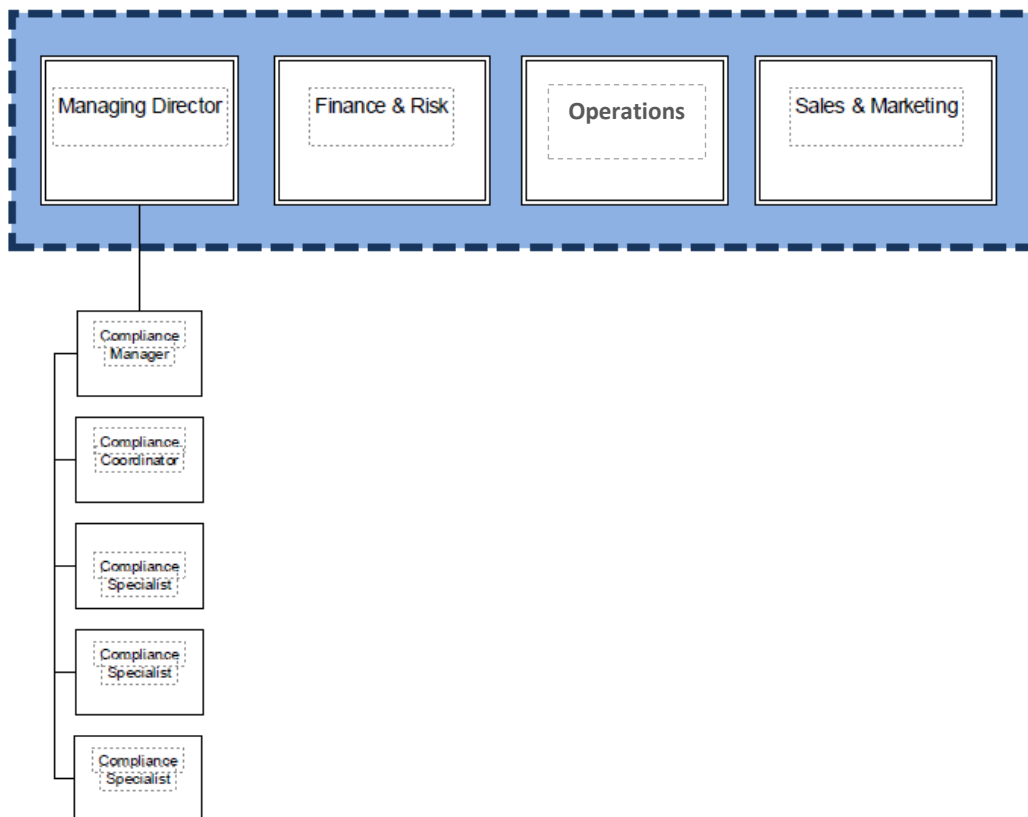 Managing Director
Finance & Risk
Operations
Sales & Marketing
Compliance
Manager
Compliance
Coordinator
Compliance
Specialist
Compliance
Specialist
Compliance
Specialist